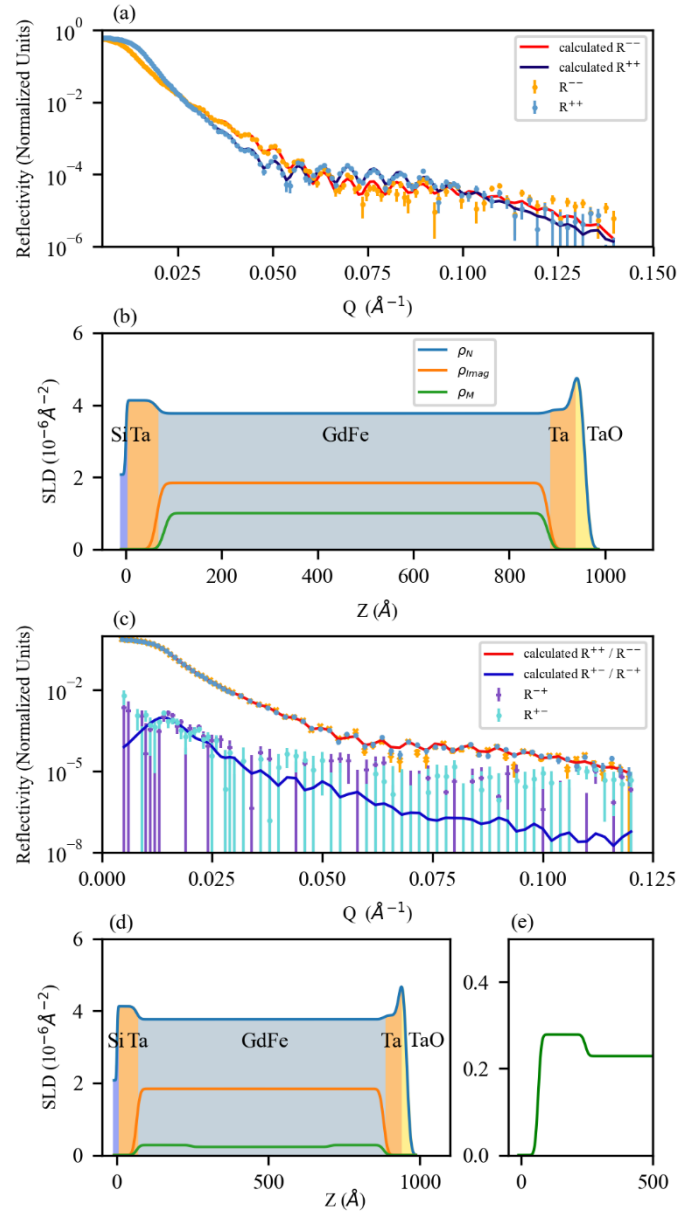 (a)
Reflectivity (Normalized Units)
10⁰
10⁻²
10⁻⁴
10⁻⁶
calculated R⁻⁻
calculated R⁺⁺
R⁻⁻
R⁺⁺
0.025 0.050 0.075 0.100 0.125 0.150
Q (Å⁻¹)
(b)
SLD (10⁻⁶Å⁻²)
6
4
2
0
ρ_N
ρ_Imag
ρ_M
Si Ta GdFe Ta TaO
0 200 400 600 800 1000
Z (Å)
(c)
Reflectivity (Normalized Units)
10⁻²
10⁻⁵
10⁻⁸
calculated R⁺⁺ / R⁻⁻
calculated R⁺⁻ / R⁻⁺
R⁻⁺
R⁺⁻
0.000 0.025 0.050 0.075 0.100 0.125
Q (Å⁻¹)
(d)
SLD (10⁻⁶Å⁻²)
6
4
2
0
Si Ta GdFe Ta TaO
0 500 1000
Z (Å)
(e)
0.4
0.2
0.0
0 500